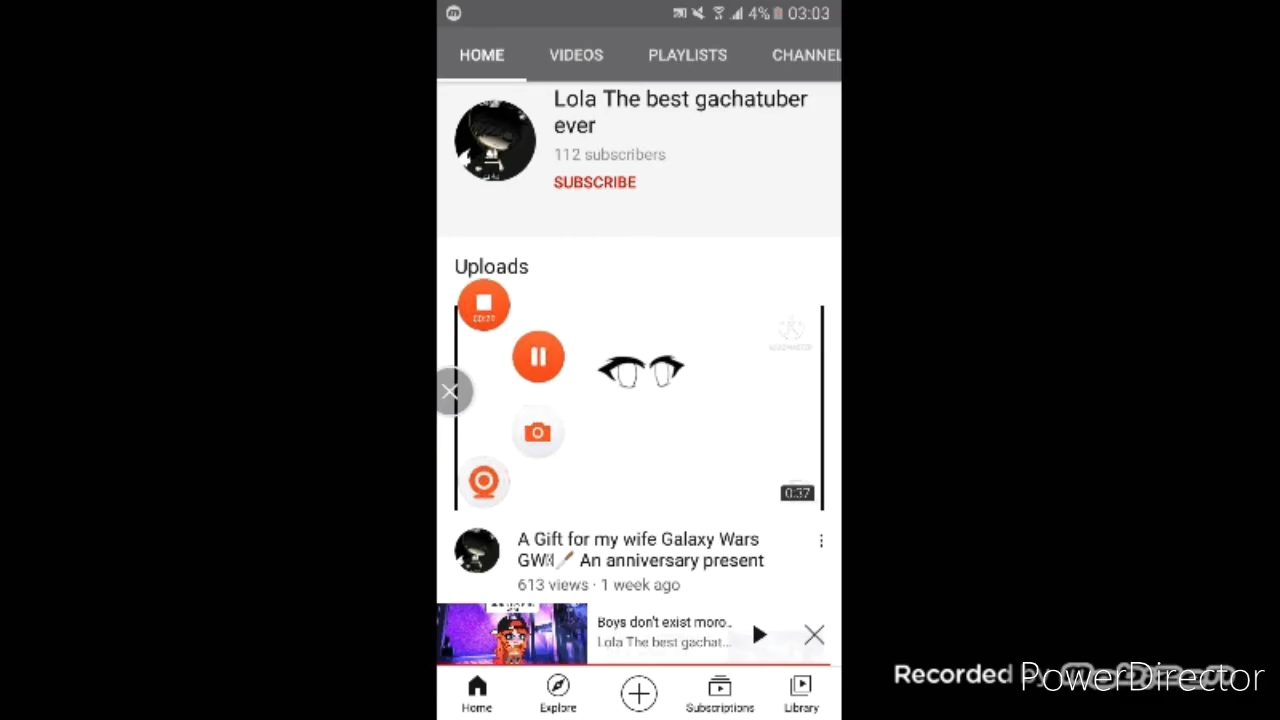 4% 03:03
HOME VIDEOS PLAYLISTS CHANNEL
Lola The best gachatuber
ever
112 subscribers
SUBSCRIBE
Uploads
0:37
A Gift for my wife Galaxy Wars
GW🔪 An anniversary present
613 views · 1 week ago
Boys don't exist moro..
Lola The best gachat...
Home Explore Subscriptions Library
Recorded by
PowerDirector